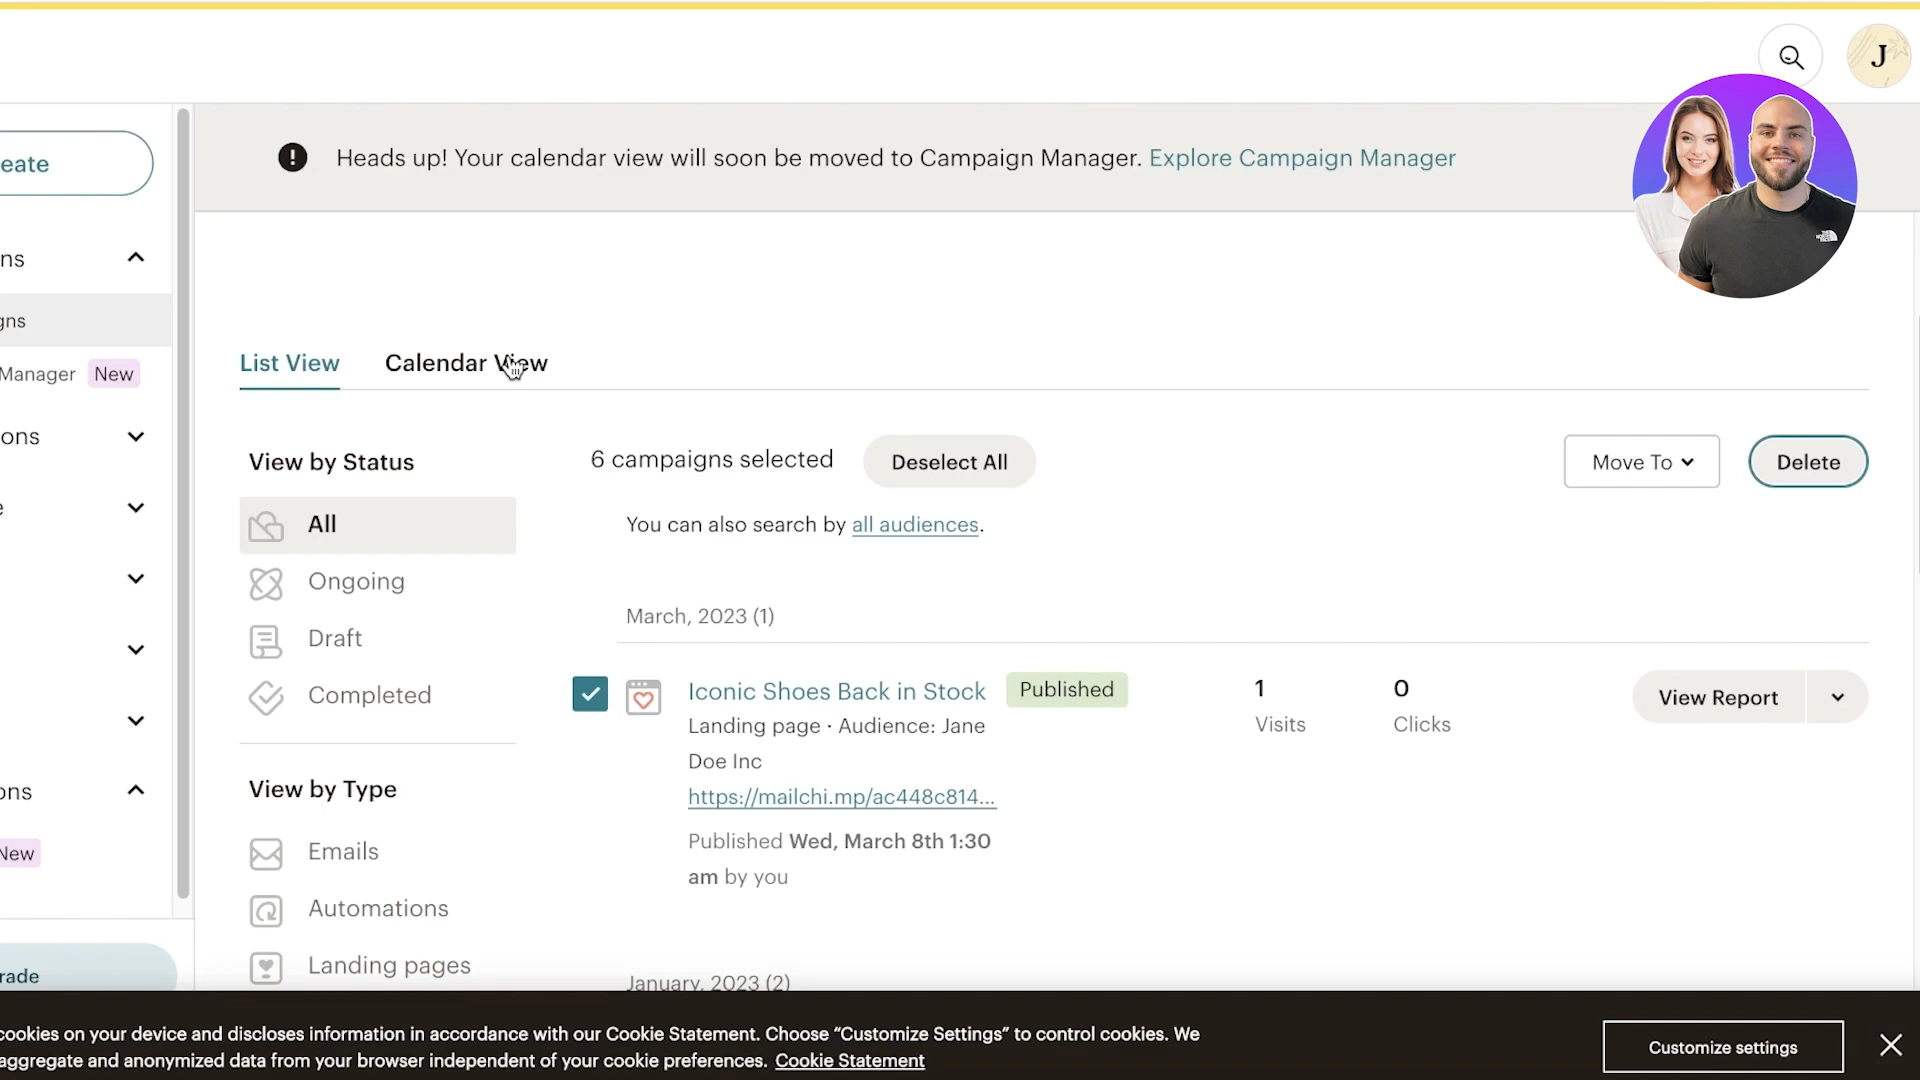 J
Heads up! Your calendar view will soon be moved to Campaign Manager. Explore Campaign Manager
eate
ns
gns
Manager New
ons
e
ons
New
rade
List View Calendar View
View by Status
All
Ongoing
Draft
Completed
View by Type
Emails
Automations
Landing pages
6 campaigns selected Deselect All Move To Delete
You can also search by all audiences.
March, 2023 (1)
Iconic Shoes Back in Stock Published
Landing page · Audience: Jane
Doe Inc
https://mailchi.mp/ac448c814...
Published Wed, March 8th 1:30
am by you
1
Visits
0
Clicks
View Report
January, 2023 (2)
cookies on your device and discloses information in accordance with our Cookie Statement. Choose “Customize Settings” to control cookies. We
aggregate and anonymized data from your browser independent of your cookie preferences. Cookie Statement
Customize settings